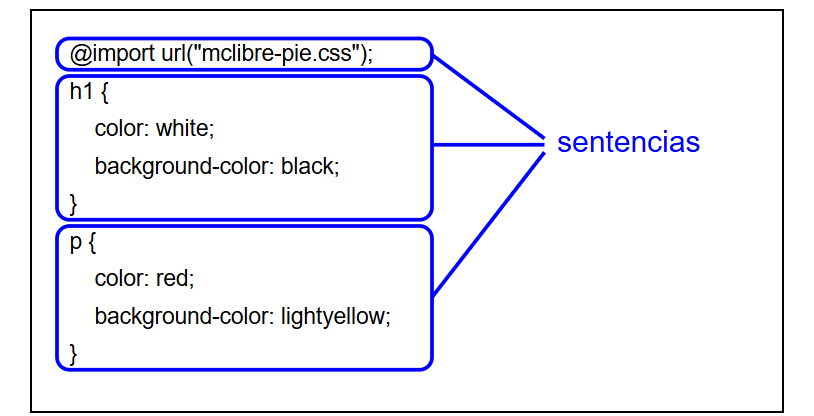 @import url("mclibre-pie.css");
h1 {
color: white;
background-color: black;
}
p {
color: red;
background-color: lightyellow;
}
sentencias